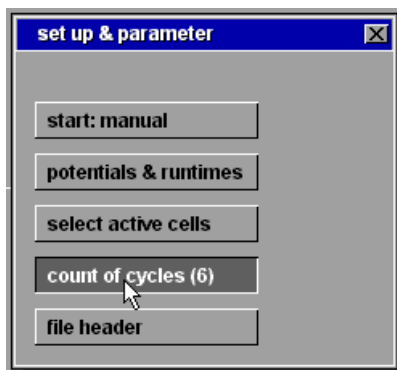 set up & parameter
start: manual
potentials & runtimes
select active cells
count of cycles (6)
file header